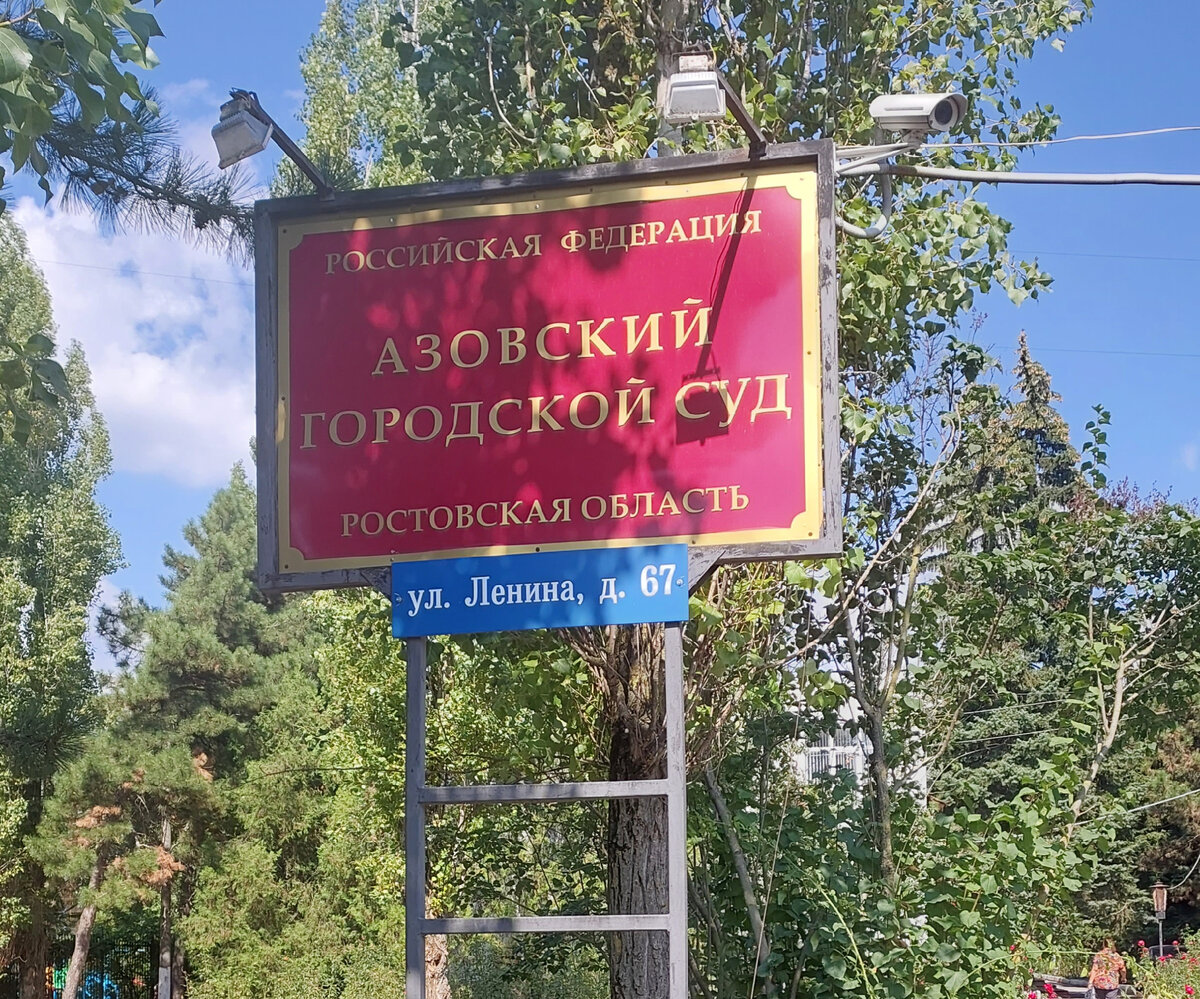 РОССИЙСКАЯ ФЕДЕРАЦИЯ
АЗОВСКИЙ
ГОРОДСКОЙ СУД
РОСТОВСКАЯ ОБЛАСТЬ
ул. Ленина, д. 67